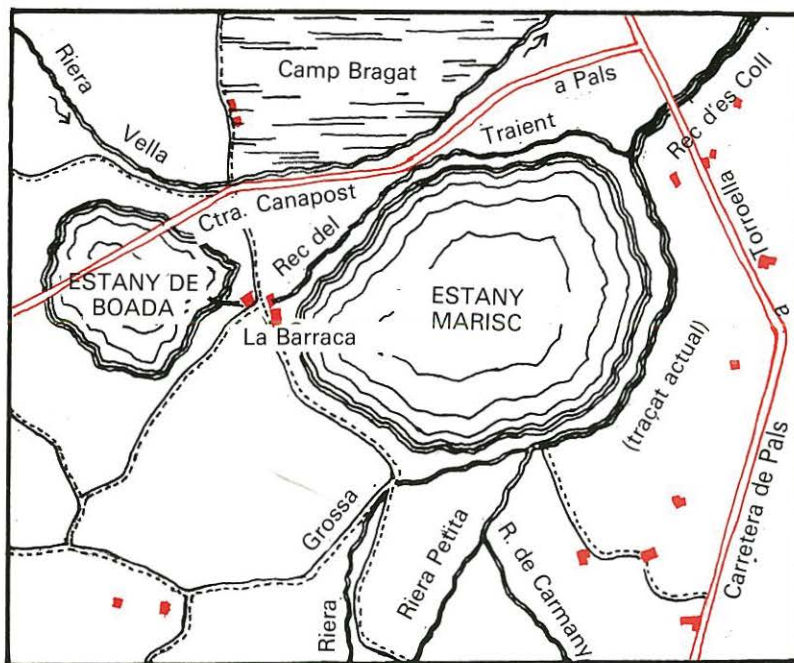 Riera
Vella
Camp Bragat
a Pals
Traient
Rec d'es Coll
Ctra. Canapost
Rec del
Torroella
a
ESTANY DE
BOADA
ESTANY
MARISC
La Barraca
(traçat actual)
Grossa
Riera
Riera Petita
R. de Carmany
Carretera de Pals